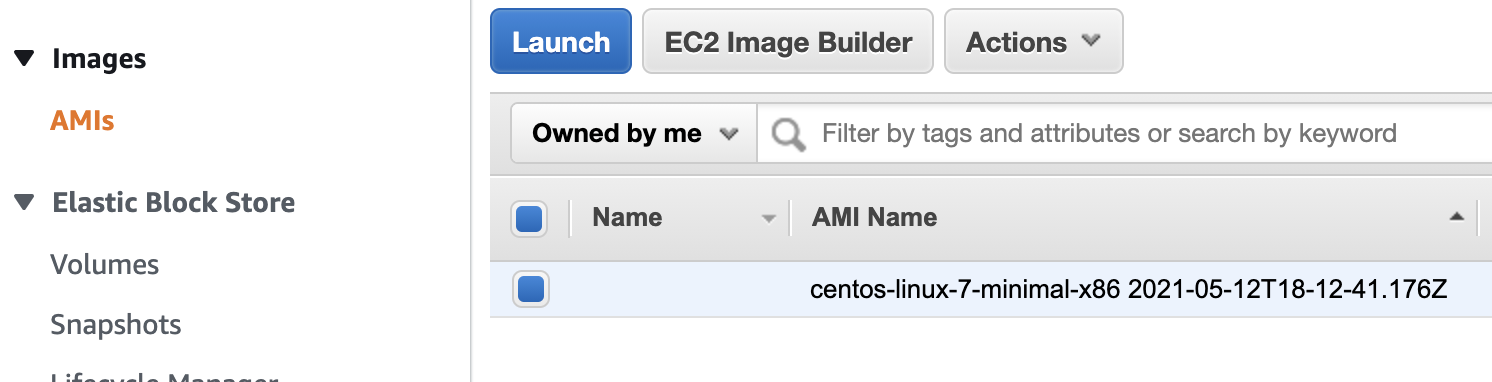 Images
AMIs
Elastic Block Store
Volumes
Snapshots
Lifecycle Manager
Launch
EC2 Image Builder
Actions
Owned by me
Filter by tags and attributes or search by keyword
Name
AMI Name
centos-linux-7-minimal-x86 2021-05-12T18-12-41.176Z